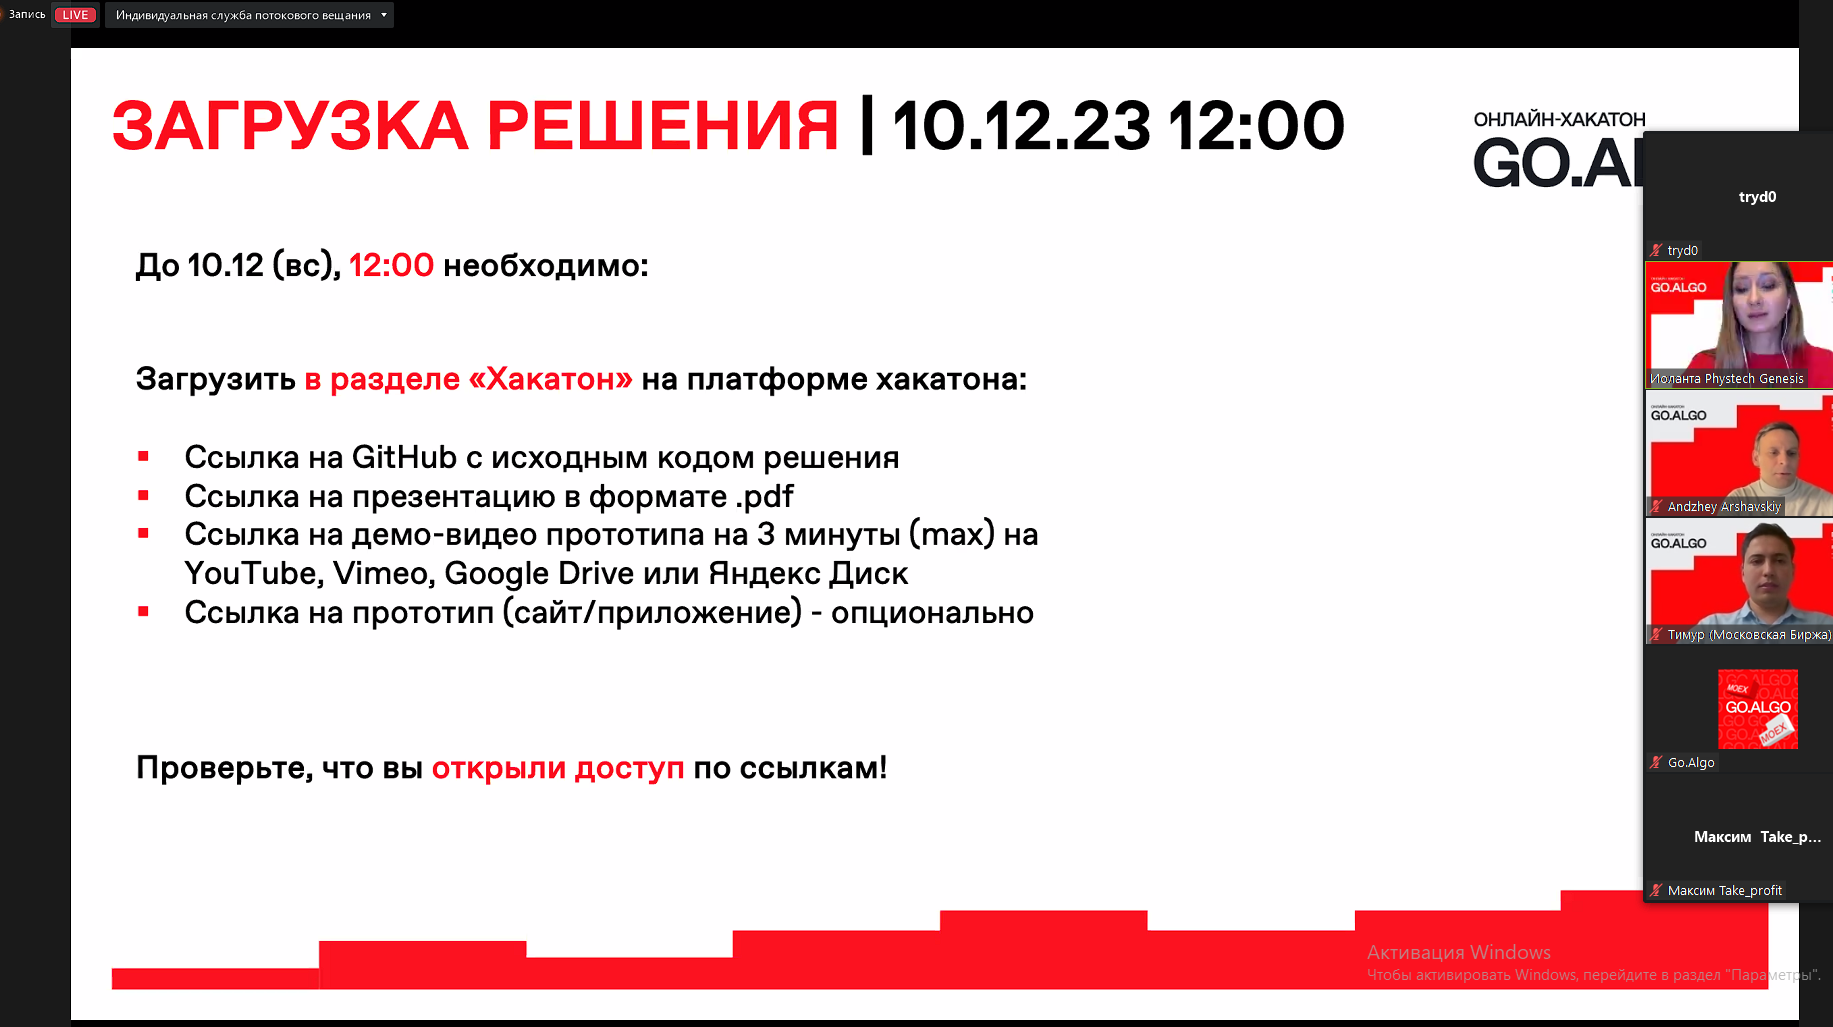 Запись
LIVE
Индивидуальная служба потокового вещания
ЗАГРУЗКА РЕШЕНИЯ | 10.12.23 12:00
ОНЛАЙН-ХАКАТОН
GO.AL
До 10.12 (вс), 12:00 необходимо:
Загрузить в разделе «Хакатон» на платформе хакатона:
▪ Ссылка на GitHub с исходным кодом решения
▪ Ссылка на презентацию в формате .pdf
▪ Ссылка на демо-видео прототипа на 3 минуты (max) на
YouTube, Vimeo, Google Drive или Яндекс Диск
▪ Ссылка на прототип (сайт/приложение) - опционально
Проверьте, что вы открыли доступ по ссылкам!
tryd0
tryd0
GO.ALGO
Иоланта Phystech Genesis
GO.ALGO
Andzhey Arshavskiy
GO.ALGO
Тимур (Московская Биржа)
MOEX
GO.ALGO
MOEX
Go.Algo
Максим Take_p...
Максим Take_profit
Активация Windows
Чтобы активировать Windows, перейдите в раздел "Параметры".